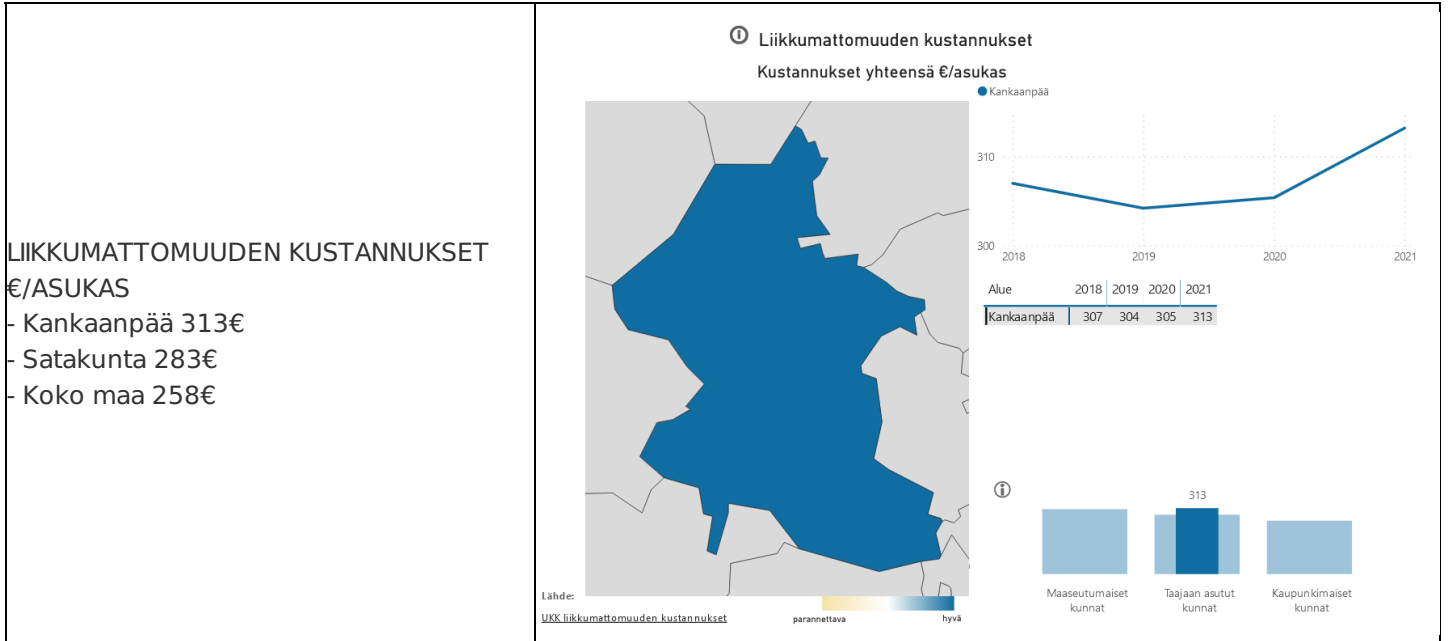 LIIKKUMATTOMUUDEN KUSTANNUKSET
€/ASUKAS
- Kankaanpää 313€
- Satakunta 283€
- Koko maa 258€
Liikkumattomuuden kustannukset
Kustannukset yhteensä €/asukas
Kankaanpää
310
300
2018 2019 2020 2021
Alue 2018 2019 2020 2021
Kankaanpää 307 304 305 313
313
Maaseutumaiset kunnat
Taajaan asutut kunnat
Kaupunkimaiset kunnat
Lähde:
UKK liikkumattomuuden kustannukset
parannettava hyvä